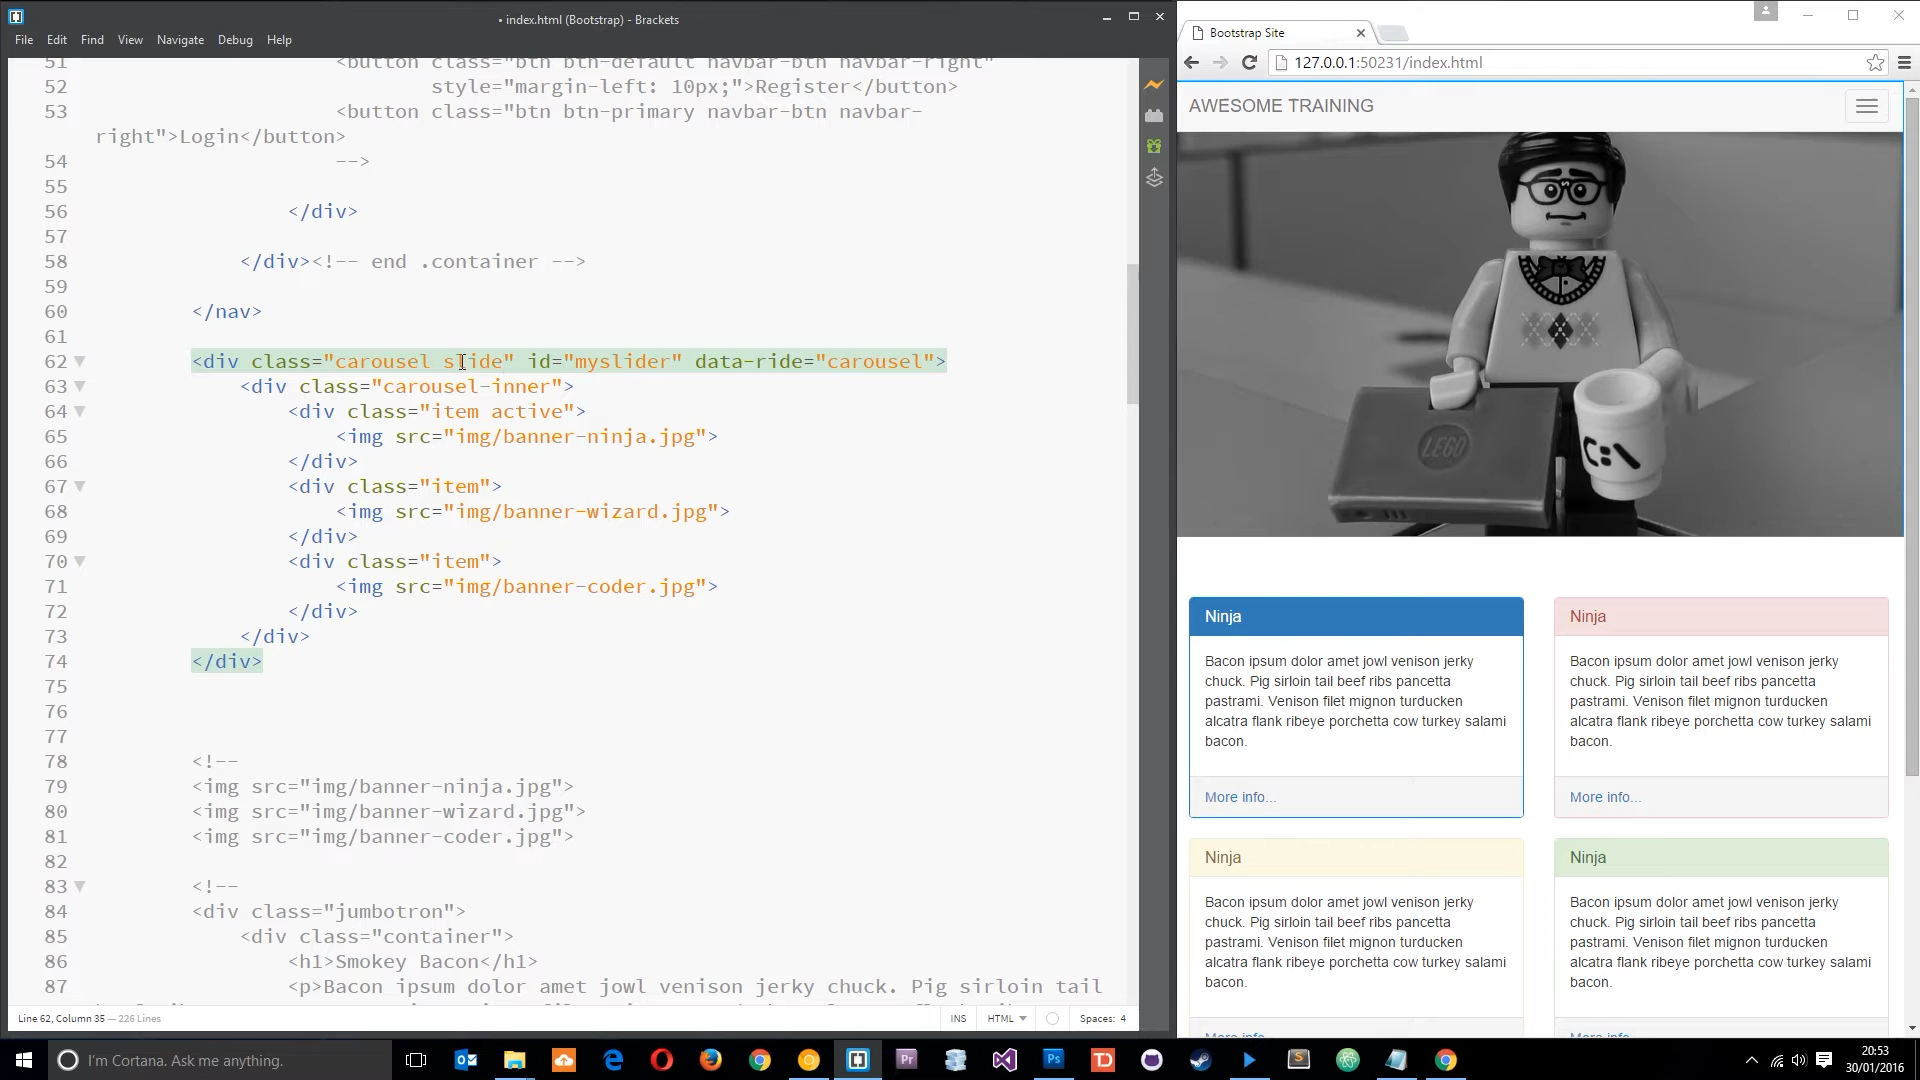 • index.html (Bootstrap) - Brackets
File Edit Find View Navigate Debug Help
51 <button class="btn btn-default navbar-btn navbar-right"
52 style="margin-left: 10px;">Register</button>
53 <button class="btn btn-primary navbar-btn navbar-
right">Login</button>
54 -->
55
56 </div>
57
58 </div><!-- end .container -->
59
60 </nav>
61
62 <div class="carousel slide" id="myslider" data-ride="carousel">
63 <div class="carousel-inner">
64 <div class="item active">
65 <img src="img/banner-ninja.jpg">
66 </div>
67 <div class="item">
68 <img src="img/banner-wizard.jpg">
69 </div>
70 <div class="item">
71 <img src="img/banner-coder.jpg">
72 </div>
73 </div>
74 </div>
75
76
77
78 <!--
79 <img src="img/banner-ninja.jpg">
80 <img src="img/banner-wizard.jpg">
81 <img src="img/banner-coder.jpg">
82
83 <!--
84 <div class="jumbotron">
85 <div class="container">
86 <h1>Smokey Bacon</h1>
87 <p>Bacon ipsum dolor amet jowl venison jerky chuck. Pig sirloin tail
Line 62, Column 35 — 226 Lines
INS HTML Spaces: 4
Bootstrap Site
127.0.0.1:50231/index.html
AWESOME TRAINING
LEGO
C:\
Ninja
Bacon ipsum dolor amet jowl venison jerky
chuck. Pig sirloin tail beef ribs pancetta
pastrami. Venison filet mignon turducken
alcatra flank ribeye porchetta cow turkey salami
bacon.
More info...
Ninja
Bacon ipsum dolor amet jowl venison jerky
chuck. Pig sirloin tail beef ribs pancetta
pastrami. Venison filet mignon turducken
alcatra flank ribeye porchetta cow turkey salami
bacon.
More info...
Ninja
Bacon ipsum dolor amet jowl venison jerky
chuck. Pig sirloin tail beef ribs pancetta
pastrami. Venison filet mignon turducken
alcatra flank ribeye porchetta cow turkey salami
bacon.
Ninja
Bacon ipsum dolor amet jowl venison jerky
chuck. Pig sirloin tail beef ribs pancetta
pastrami. Venison filet mignon turducken
alcatra flank ribeye porchetta cow turkey salami
bacon.
I'm Cortana. Ask me anything.
Pr
Ps
TD
S
20:53
30/01/2016